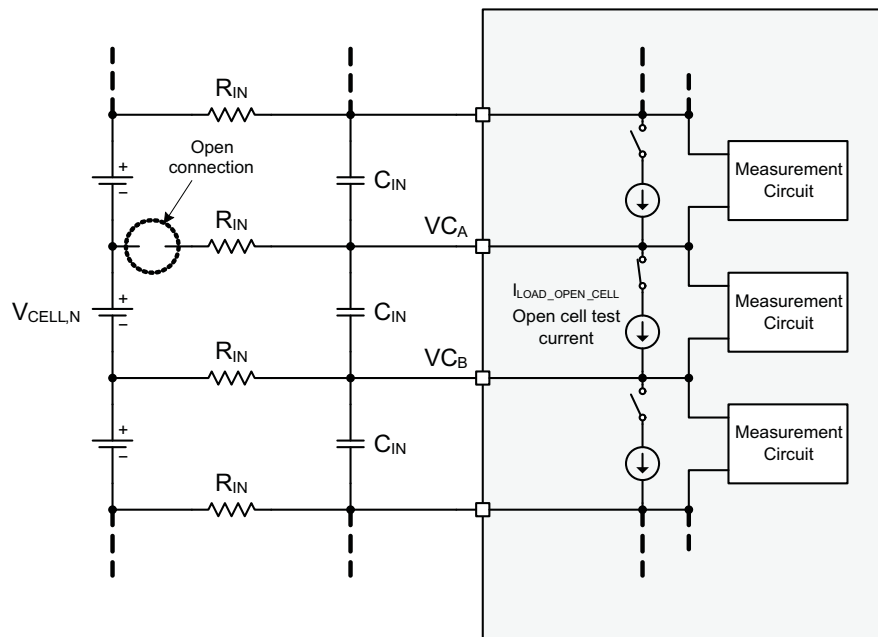 R_IN
Open
connection
+
−
C_IN
Measurement
Circuit
R_IN
VC_A
V_CELL,N
+
−
C_IN
I_LOAD_OPEN_CELL
Open cell test
current
Measurement
Circuit
R_IN
VC_B
+
−
C_IN
Measurement
Circuit
R_IN